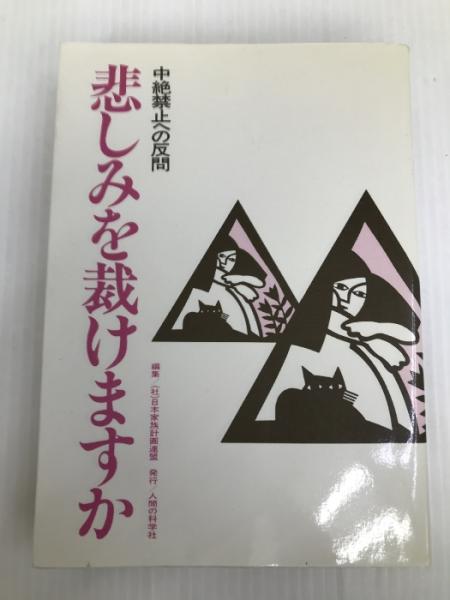 中絶禁止への反問
悲しみを裁けますか
編集/(社)日本家族計画連盟 発行/人間の科学社